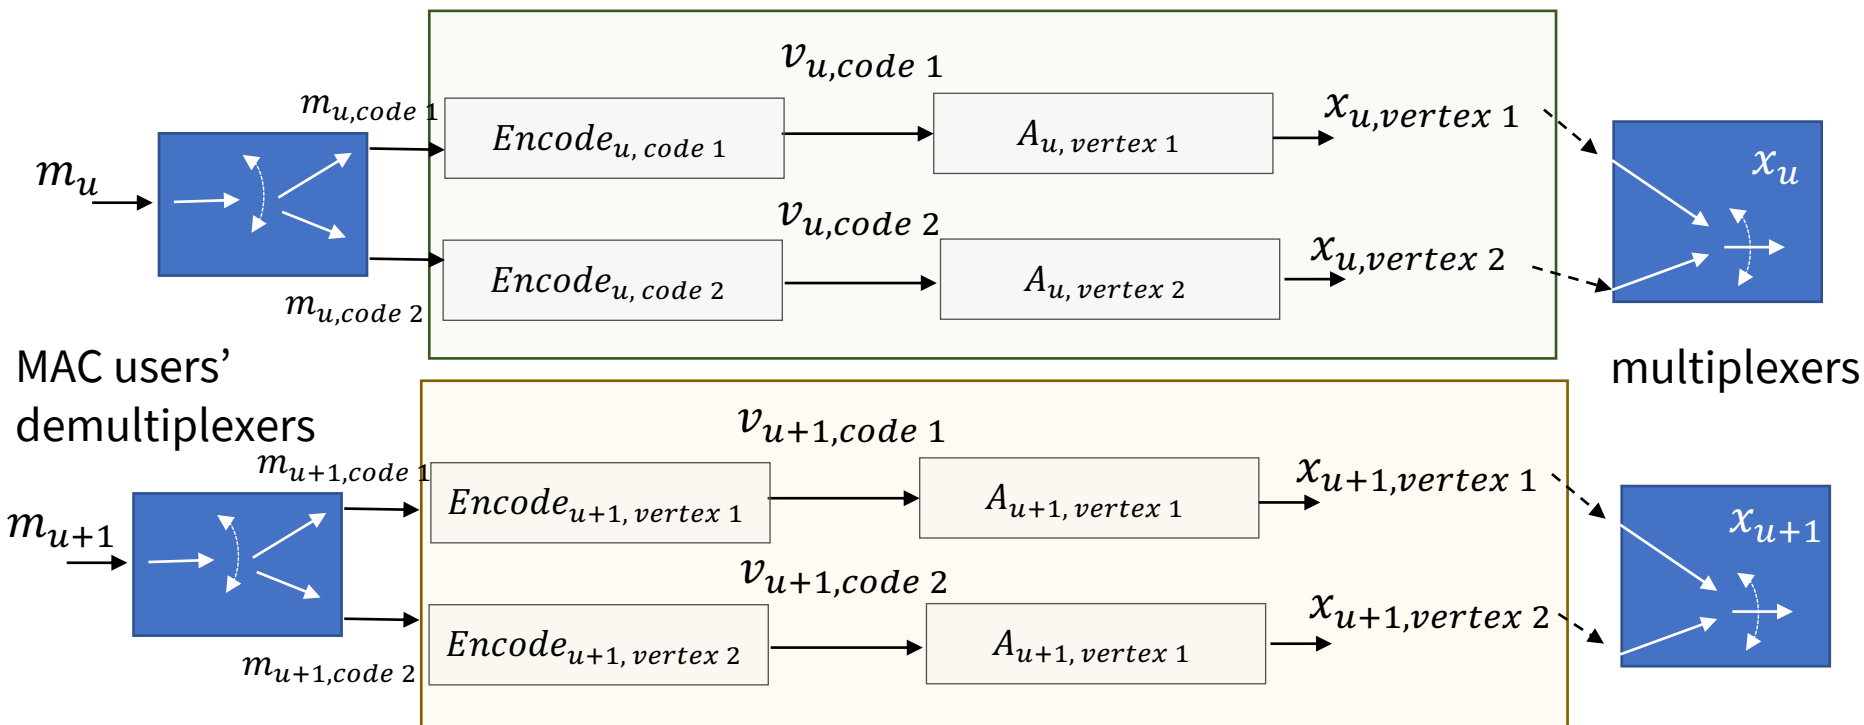 v_{u,code 1}
m_{u,code 1}
Encode_{u, code 1}
A_{u, vertex 1}
x_{u,vertex 1}
m_u
x_u
v_{u,code 2}
Encode_{u, code 2}
A_{u, vertex 2}
x_{u,vertex 2}
m_{u,code 2}
MAC users’
demultiplexers
multiplexers
v_{u+1,code 1}
m_{u+1,code 1}
Encode_{u+1, vertex 1}
A_{u+1, vertex 1}
x_{u+1,vertex 1}
m_{u+1}
x_{u+1}
v_{u+1,code 2}
Encode_{u+1, vertex 2}
A_{u+1, vertex 1}
x_{u+1,vertex 2}
m_{u+1,code 2}